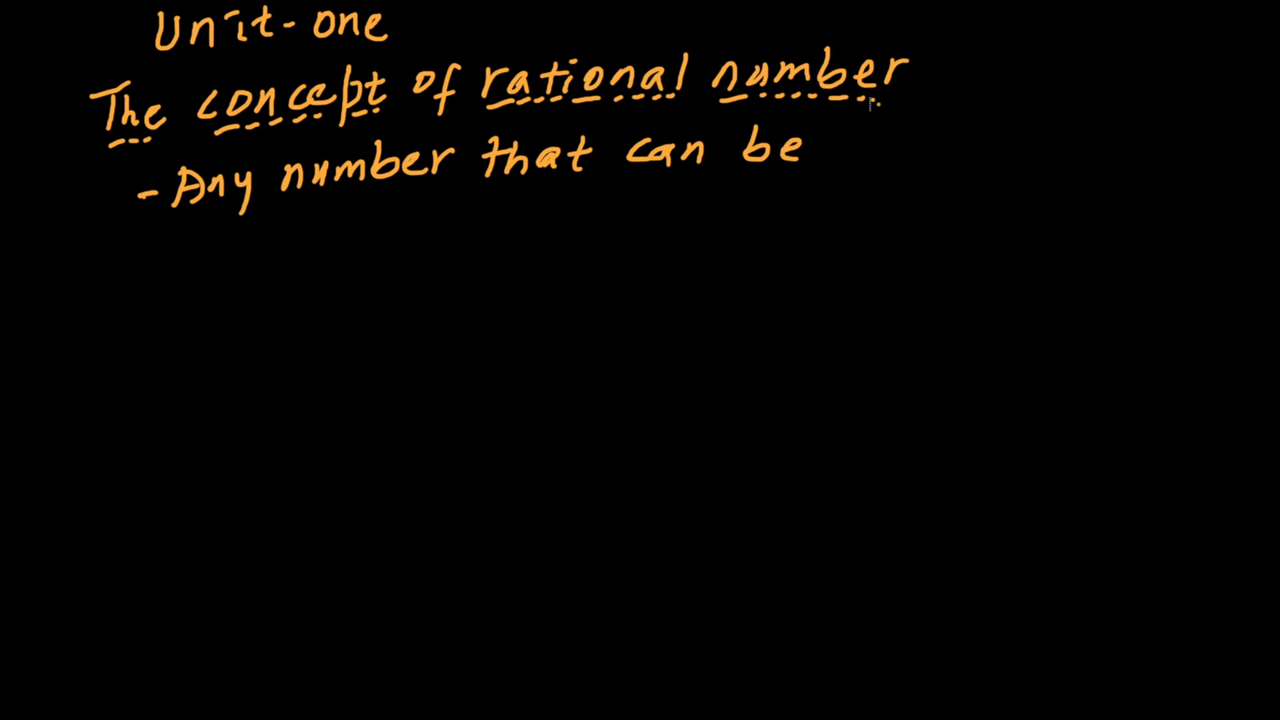 Unit-one
The concept of rational number
- Any number that can be